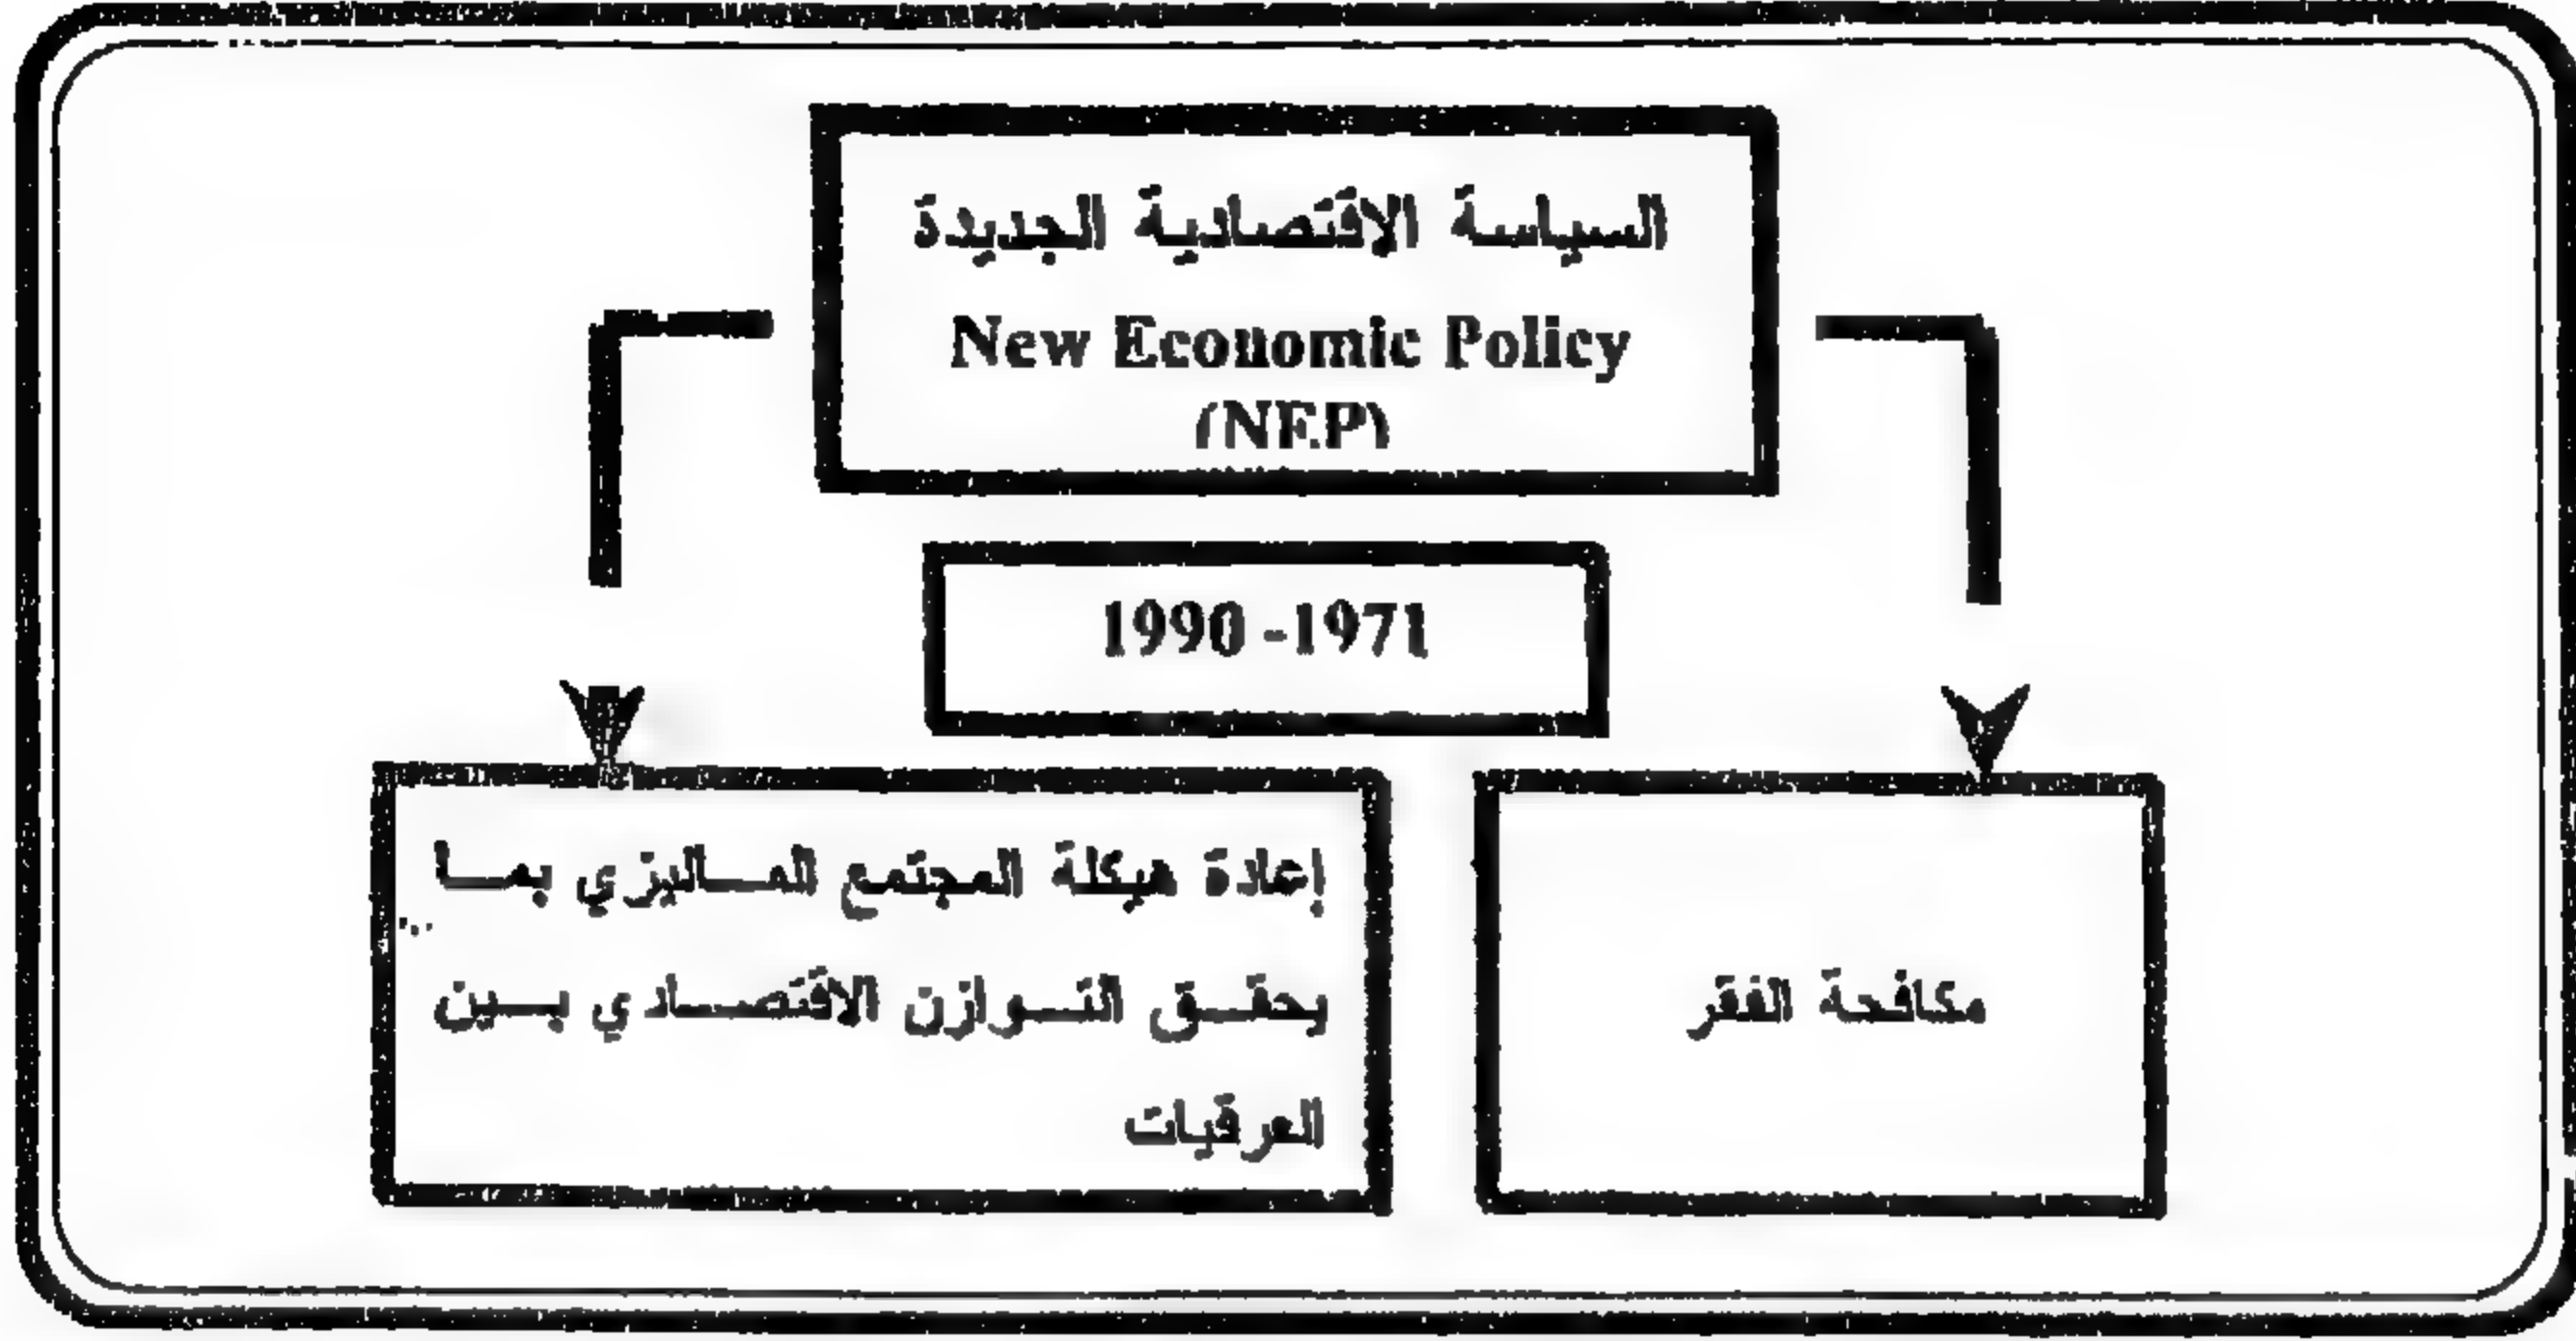 السياسة الاقتصادية الجديدة
New Economic Policy
(NEP)
1990 -1971
مكافحة الفقر
إعادة هيكلة المجتمع الماليزي بما
يحقق التوازن الاقتصادي بين
العرقيات